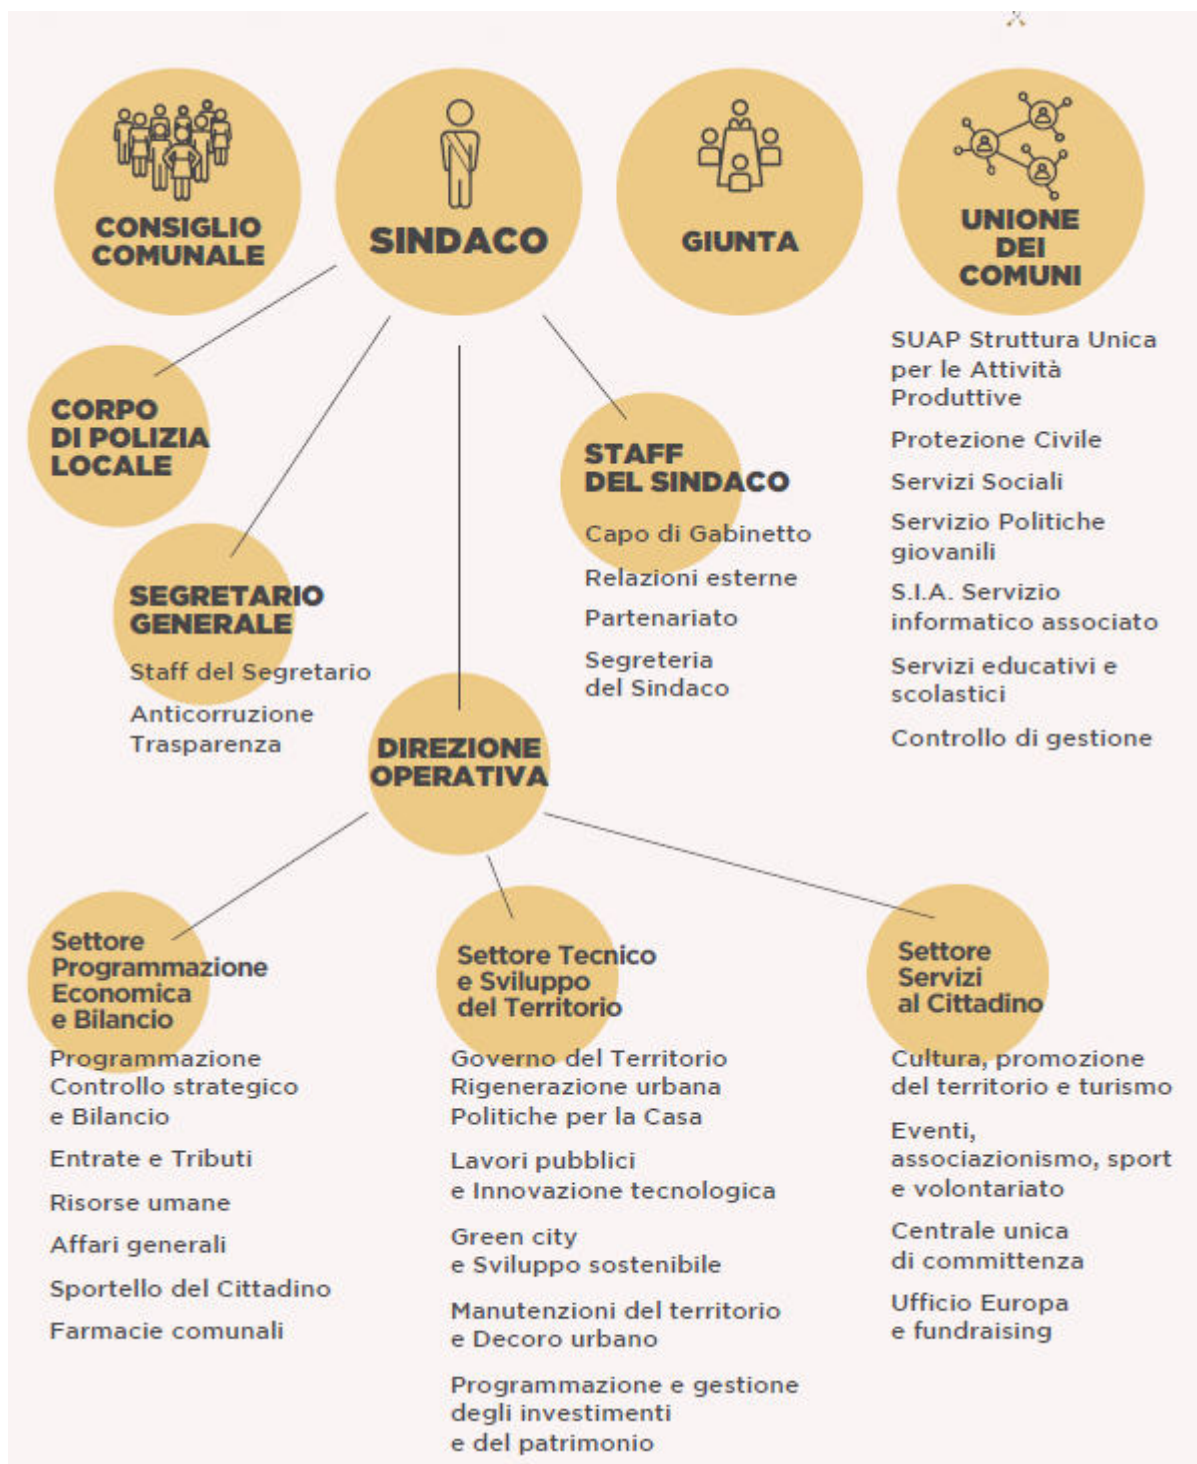 CONSIGLIO
COMUNALE
SINDACO
GIUNTA
UNIONE
DEI
COMUNI
SUAP Struttura Unica
per le Attività
Produttive
Protezione Civile
Servizi Sociali
Servizio Politiche
giovanili
S.I.A. Servizio
informatico associato
Servizi educativi e
scolastici
Controllo di gestione
CORPO
DI POLIZIA
LOCALE
STAFF
DEL SINDACO
Capo di Gabinetto
Relazioni esterne
Partenariato
Segreteria
del Sindaco
SEGRETARIO
GENERALE
Staff del Segretario
Anticorruzione
Trasparenza
DIREZIONE
OPERATIVA
Settore
Programmazione
Economica
e Bilancio
Programmazione
Controllo strategico
e Bilancio
Entrate e Tributi
Risorse umane
Affari generali
Sportello del Cittadino
Farmacie comunali
Settore Tecnico
e Sviluppo
del Territorio
Governo del Territorio
Rigenerazione urbana
Politiche per la Casa
Lavori pubblici
e Innovazione tecnologica
Green city
e Sviluppo sostenibile
Manutenzioni del territorio
e Decoro urbano
Programmazione e gestione
degli investimenti
e del patrimonio
Settore
Servizi
al Cittadino
Cultura, promozione
del territorio e turismo
Eventi,
associazionismo, sport
e volontariato
Centrale unica
di committenza
Ufficio Europa
e fundraising